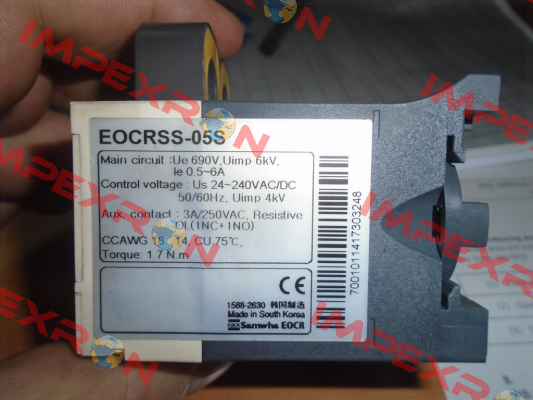 EOCRSS-05S
Main circuit :Ue 690V,Uimp 6kV,
Ie 0.5~6A
Control voltage : Us 24~240VAC/DC
50/60Hz, Uimp 4kV
Aux. contact : 3A/250VAC, Resistive
OL(1NC+1NO)
CCAWG 18 14, CU 75℃,
Torque: 1.7 N.m
CE
1588-2630 韩国制造
Made in South Korea
Samwha EOCR
7001011417303248
IMPEXRON
IMPEXRON
IMPEXRON
IMPEXRON